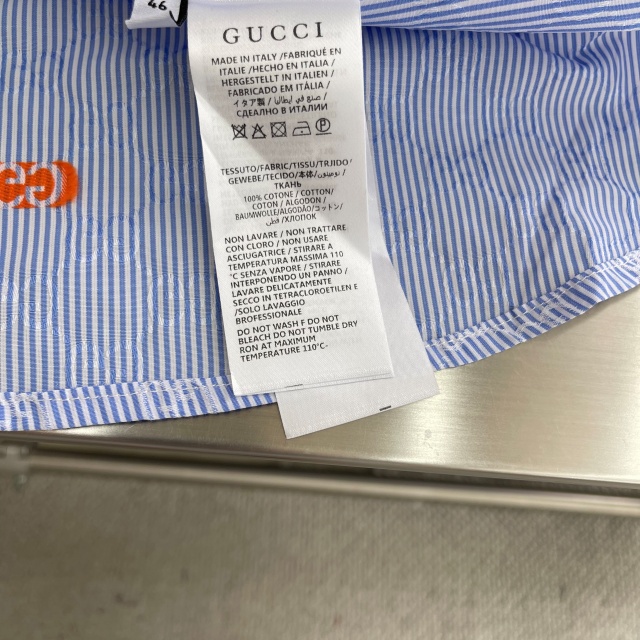 46
GUCCI
MADE IN ITALY /FABRIQUÉ EN
ITALIE /HECHO EN ITALIA /
HERGESTELLT IN ITALIEN /
FABRICADO EM ITÁLIA /
イタア製 / صنع في ايطاليا /
СДЕЛАНО В ИТАЛИИ
P
TESSUTO/FABRIC/TISSU/TRJIDO/
GEWEBE/TECIDO/本体/
ТКАНЬ
100% COTONE / COTTON/
COTON / ALGODON /
BAUMWOLLE/ALGODÃO/コットン/
قطن /ХЛОПОК
NON LAVARE / NON TRATTARE
CON CLORO / NON USARE
ASCIUGATRICE / STIRARE A
TEMPERATURA MASSIMA 110
°C SENZA VAPORE / STIRARE
INTERPONENDO UN PANNO /
LAVARE DELICATAMENTE
SECCO IN TETRACLOROETILEN E
/SOLO LAVAGGIO
BROFESSIONALE
DO NOT WASH F DO NOT
BLEACH DO NOT TUMBLE DRY
RON AT MAXIMUM
TEMPERATURE 110°C-